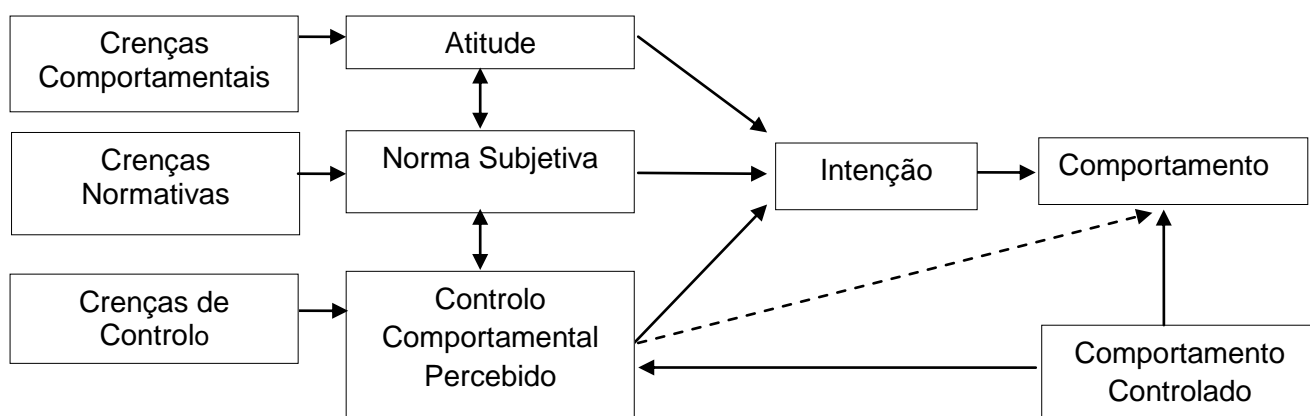 Crenças
Comportamentais
Atitude
Crenças
Normativas
Norma Subjetiva
Intenção
Comportamento
Crenças de
Controlo
Controlo
Comportamental
Percebido
Comportamento
Controlado